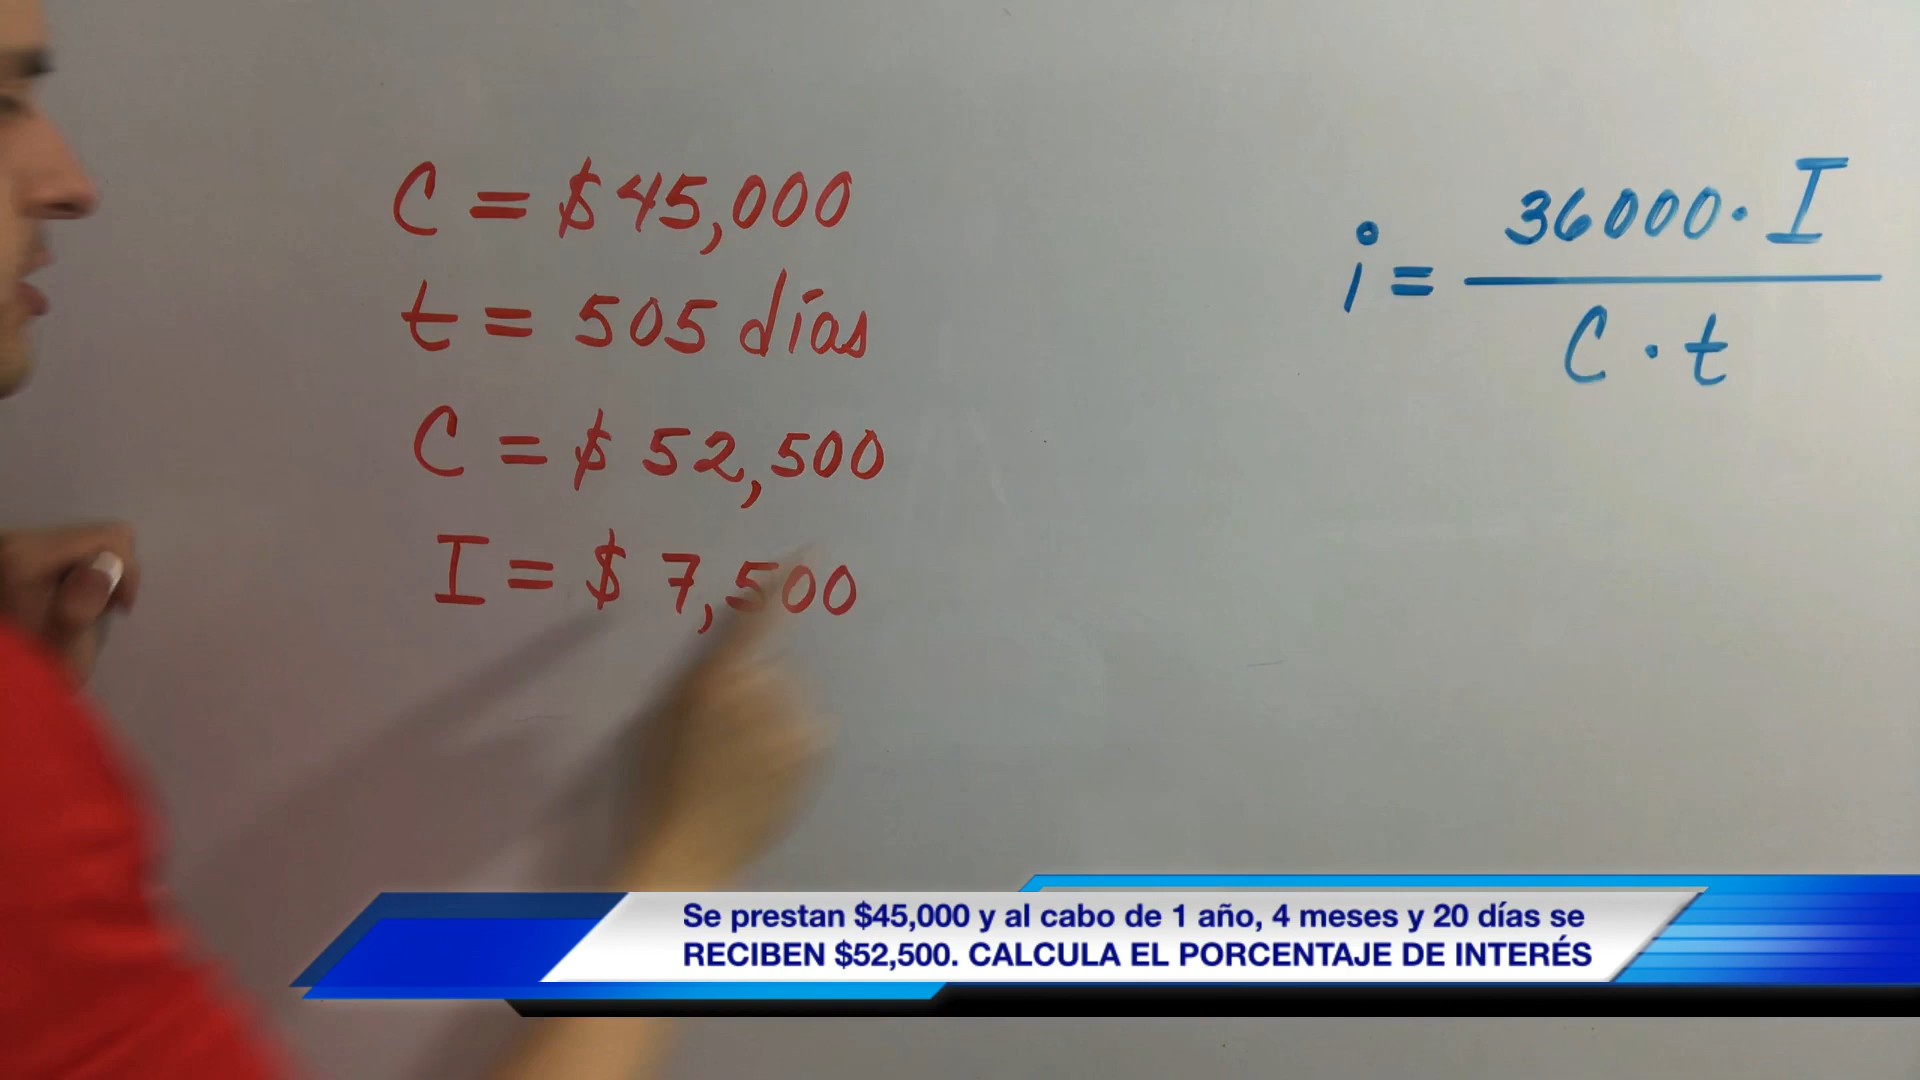 C = $45,000
t = 505 días
C = $ 52,500
I = $ 7,500
i = 36000 · I
C · t
Se prestan $45,000 y al cabo de 1 año, 4 meses y 20 días se
RECIBEN $52,500. CALCULA EL PORCENTAJE DE INTERÉS